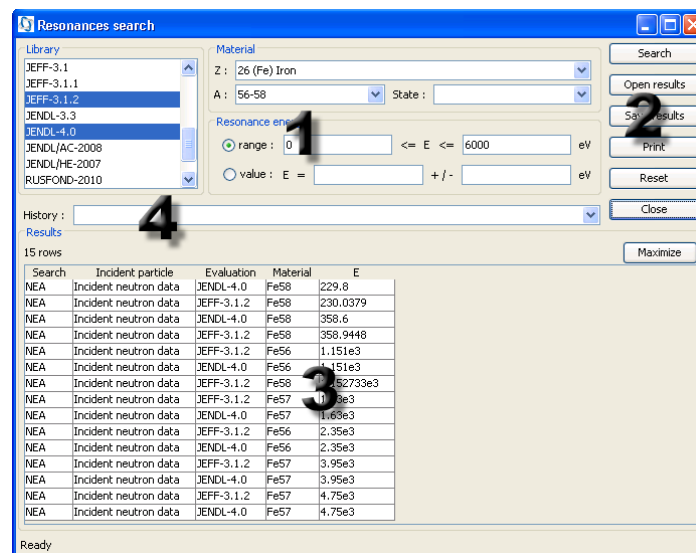 Resonances search
Library
JEFF-3.1
JEFF-3.1.1
JEFF-3.1.2
JENDL-3.3
JENDL-4.0
JENDL/AC-2008
JENDL/HE-2007
RUSFOND-2010
Material
Z : 26 (Fe) Iron
A : 56-58 State :
Resonance
range : 0 <= E <= 6000 eV
value : E = + / - eV
1
Search
Open results
results
2
Print
Reset
Close
History :
4
Results
15 rows
Maximize
Search Incident particle Evaluation Material E
NEA Incident neutron data JENDL-4.0 Fe58 229.8
NEA Incident neutron data JEFF-3.1.2 Fe58 230.0379
NEA Incident neutron data JENDL-4.0 Fe58 358.6
NEA Incident neutron data JEFF-3.1.2 Fe58 358.9448
NEA Incident neutron data JEFF-3.1.2 Fe56 1.151e3
NEA Incident neutron data JENDL-4.0 Fe56 1.151e3
NEA Incident neutron data JEFF-3.1.2 Fe58
NEA Incident neutron data JEFF-3.1.2 Fe57
NEA Incident neutron data JENDL-4.0 Fe57 1.63e3
NEA Incident neutron data JEFF-3.1.2 Fe56 2.35e3
NEA Incident neutron data JENDL-4.0 Fe56 2.35e3
NEA Incident neutron data JEFF-3.1.2 Fe57 3.95e3
NEA Incident neutron data JENDL-4.0 Fe57 3.95e3
NEA Incident neutron data JEFF-3.1.2 Fe57 4.75e3
NEA Incident neutron data JENDL-4.0 Fe57 4.75e3
3
Ready